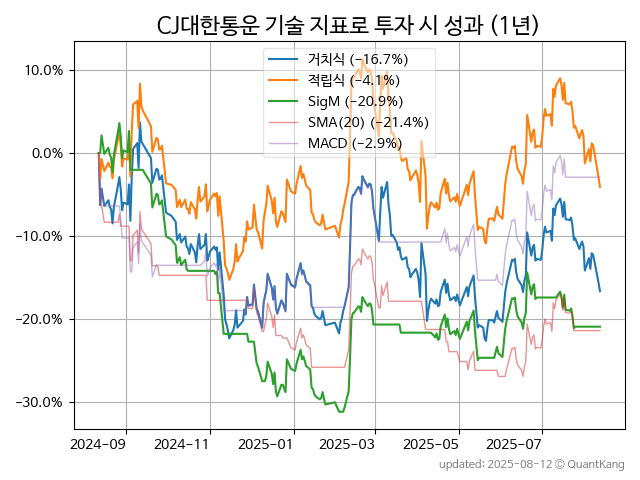 CJ대한통운 기술 지표로 투자 시 성과 (1년)
거치식 (−16.7%)
적립식 (−4.1%)
SigM (−20.9%)
SMA(20) (−21.4%)
MACD (−2.9%)
10.0%
0.0%
−10.0%
−20.0%
−30.0%
2024-09 2024-11 2025-01 2025-03 2025-05 2025-07
updated: 2025-08-12 © QuantKang